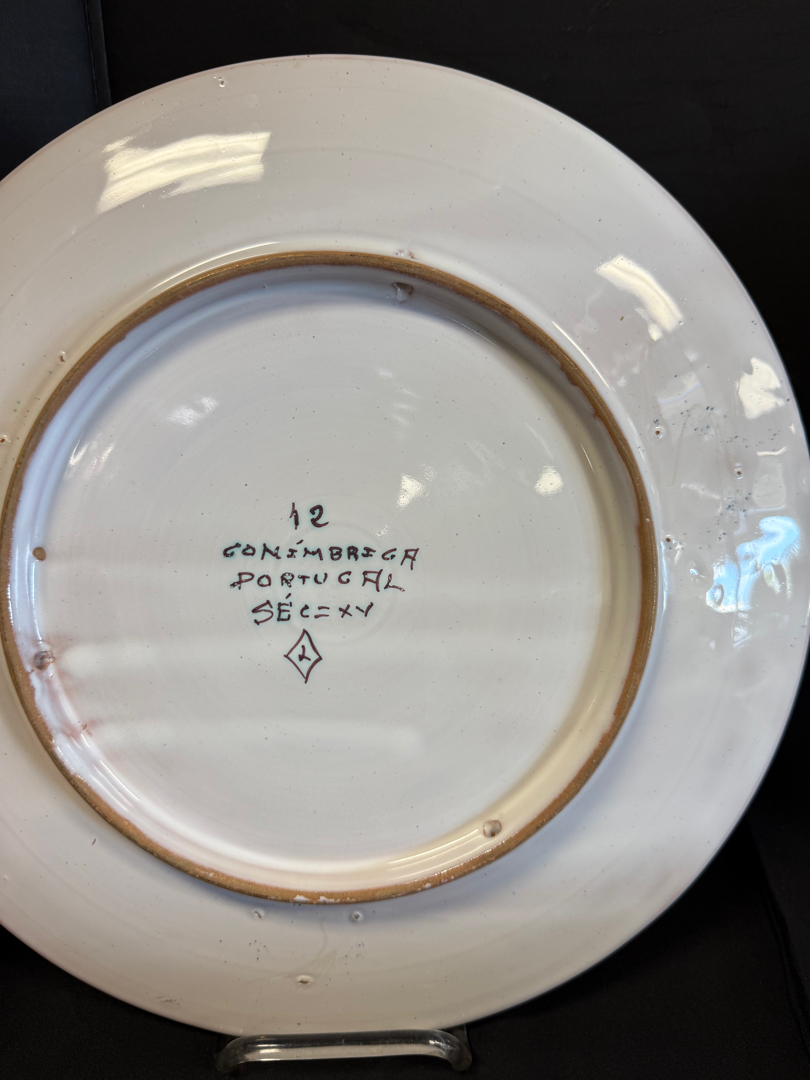 12
CONÍMBRIGA
PORTUGAL
SÉC=XV
L